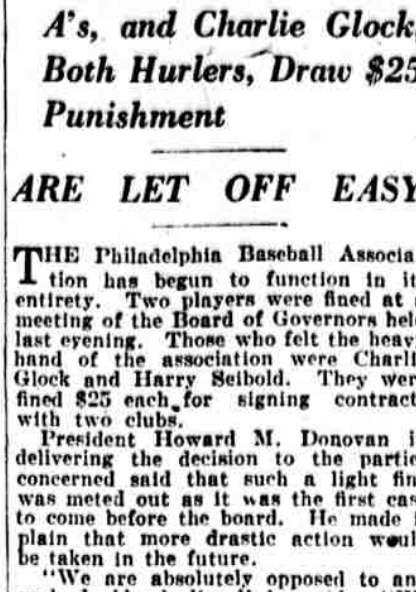 A's, and Charlie Glock,
Both Hurlers, Draw $25
Punishment
ARE LET OFF EASY
THE Philadelphia Baseball Associa
tion has begun to function in it
entirety. Two players were fined at
meeting of the Board of Governors hel
last evening. Those who felt the heav
hand of the association were Charli
Glock and Harry Seibold. They wer
fined $25 each for signing contract
with two clubs.
President Howard M. Donovan i
delivering the decision to the partie
concerned said that such a light fin
was meted out as it was the first cas
to come before the board. He made
plain that more drastic action woul
be taken in the future.
"We are absolutely opposed to an